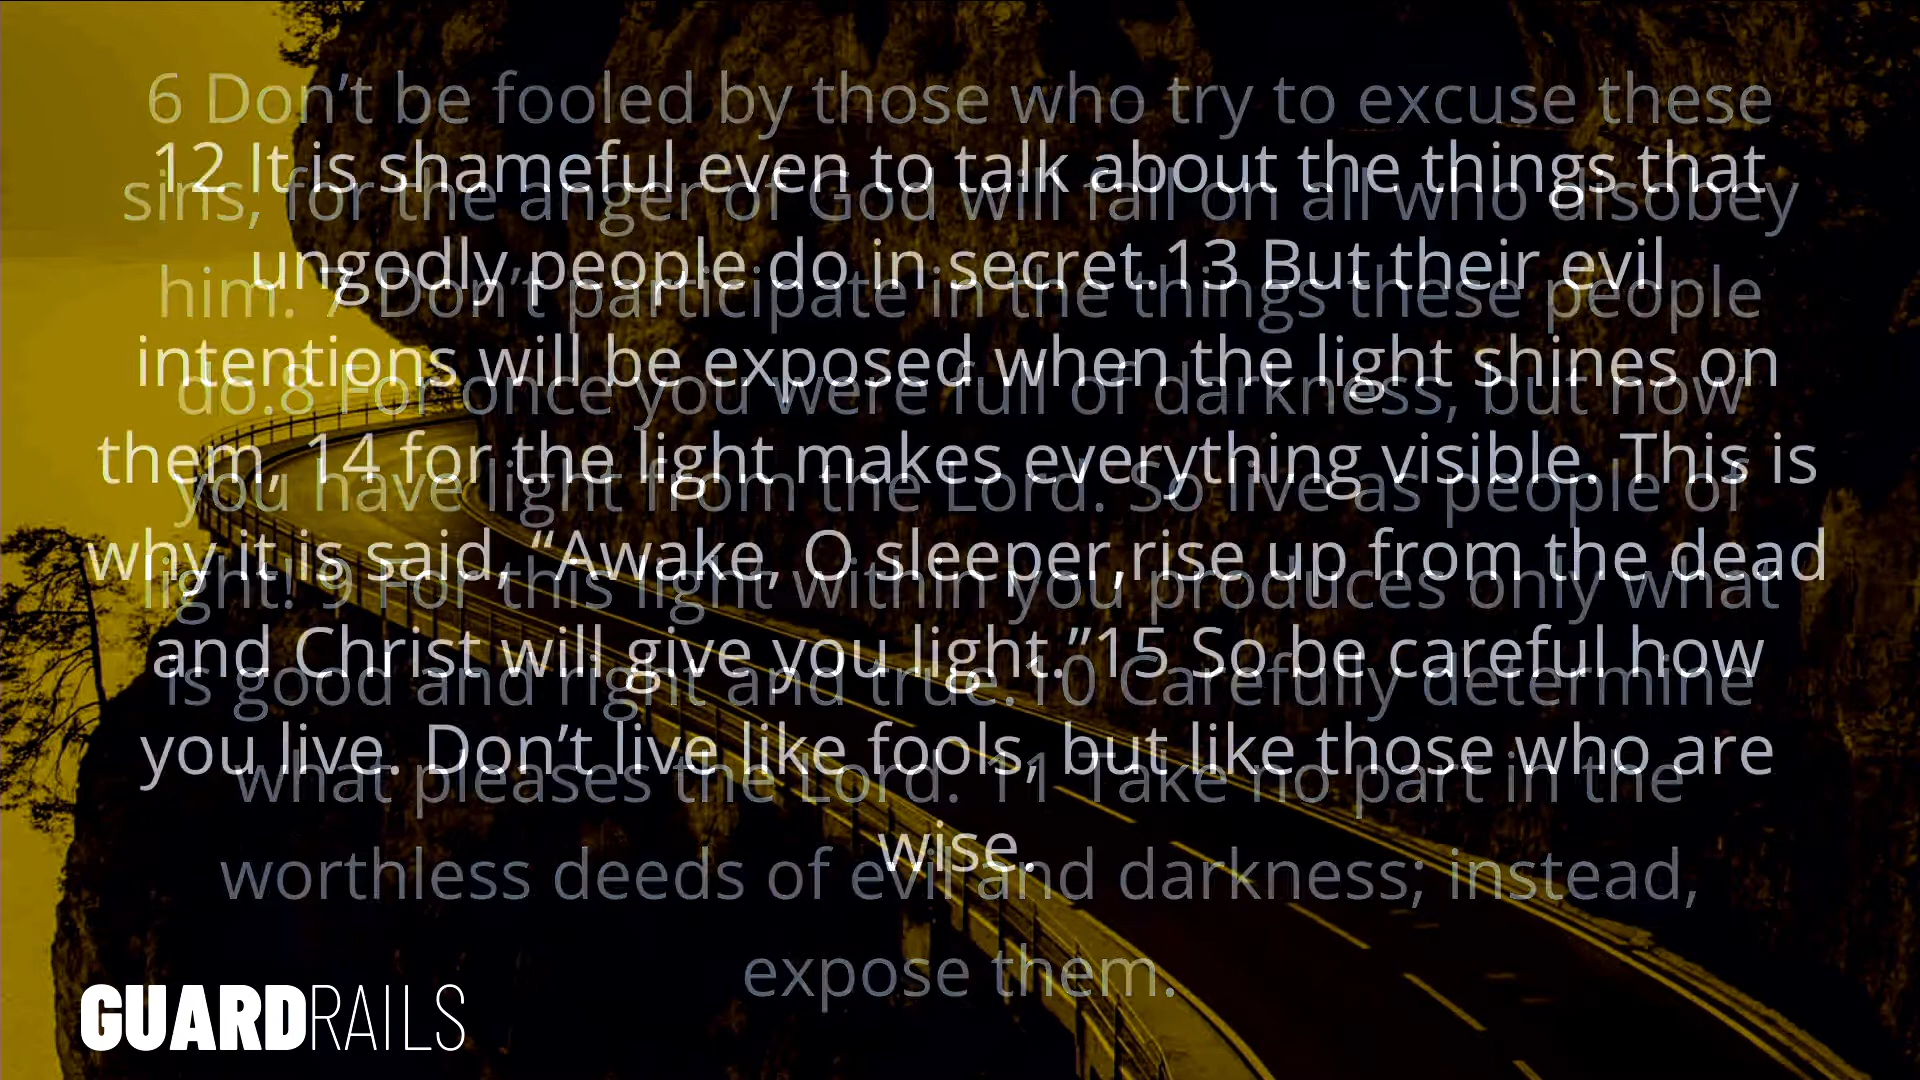 6 Don’t be fooled by those who try to excuse these
sins, for the anger of God will fall on all who disobey
him. 7 Don’t participate in the things these people
do.8 For once you were full of darkness, but now
you have light from the Lord. So live as people of
light! 9 For this light within you produces only what
is good and right and true.10 Carefully determine
what pleases the Lord. 11 Take no part in the
worthless deeds of evil and darkness; instead,
expose them.
12 It is shameful even to talk about the things that
ungodly people do in secret.13 But their evil
intentions will be exposed when the light shines on
them, 14 for the light makes everything visible. This is
why it is said, “Awake, O sleeper,rise up from the dead
and Christ will give you light.”15 So be careful how
you live. Don’t live like fools, but like those who are
wise.
GUARDRAILS